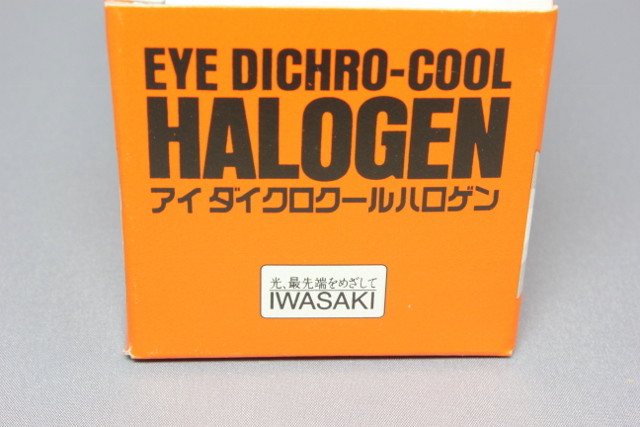 EYE DICHRO-COOL
HALOGEN
アイ ダイクロクールハロゲン
光、最先端をめざして
IWASAKI